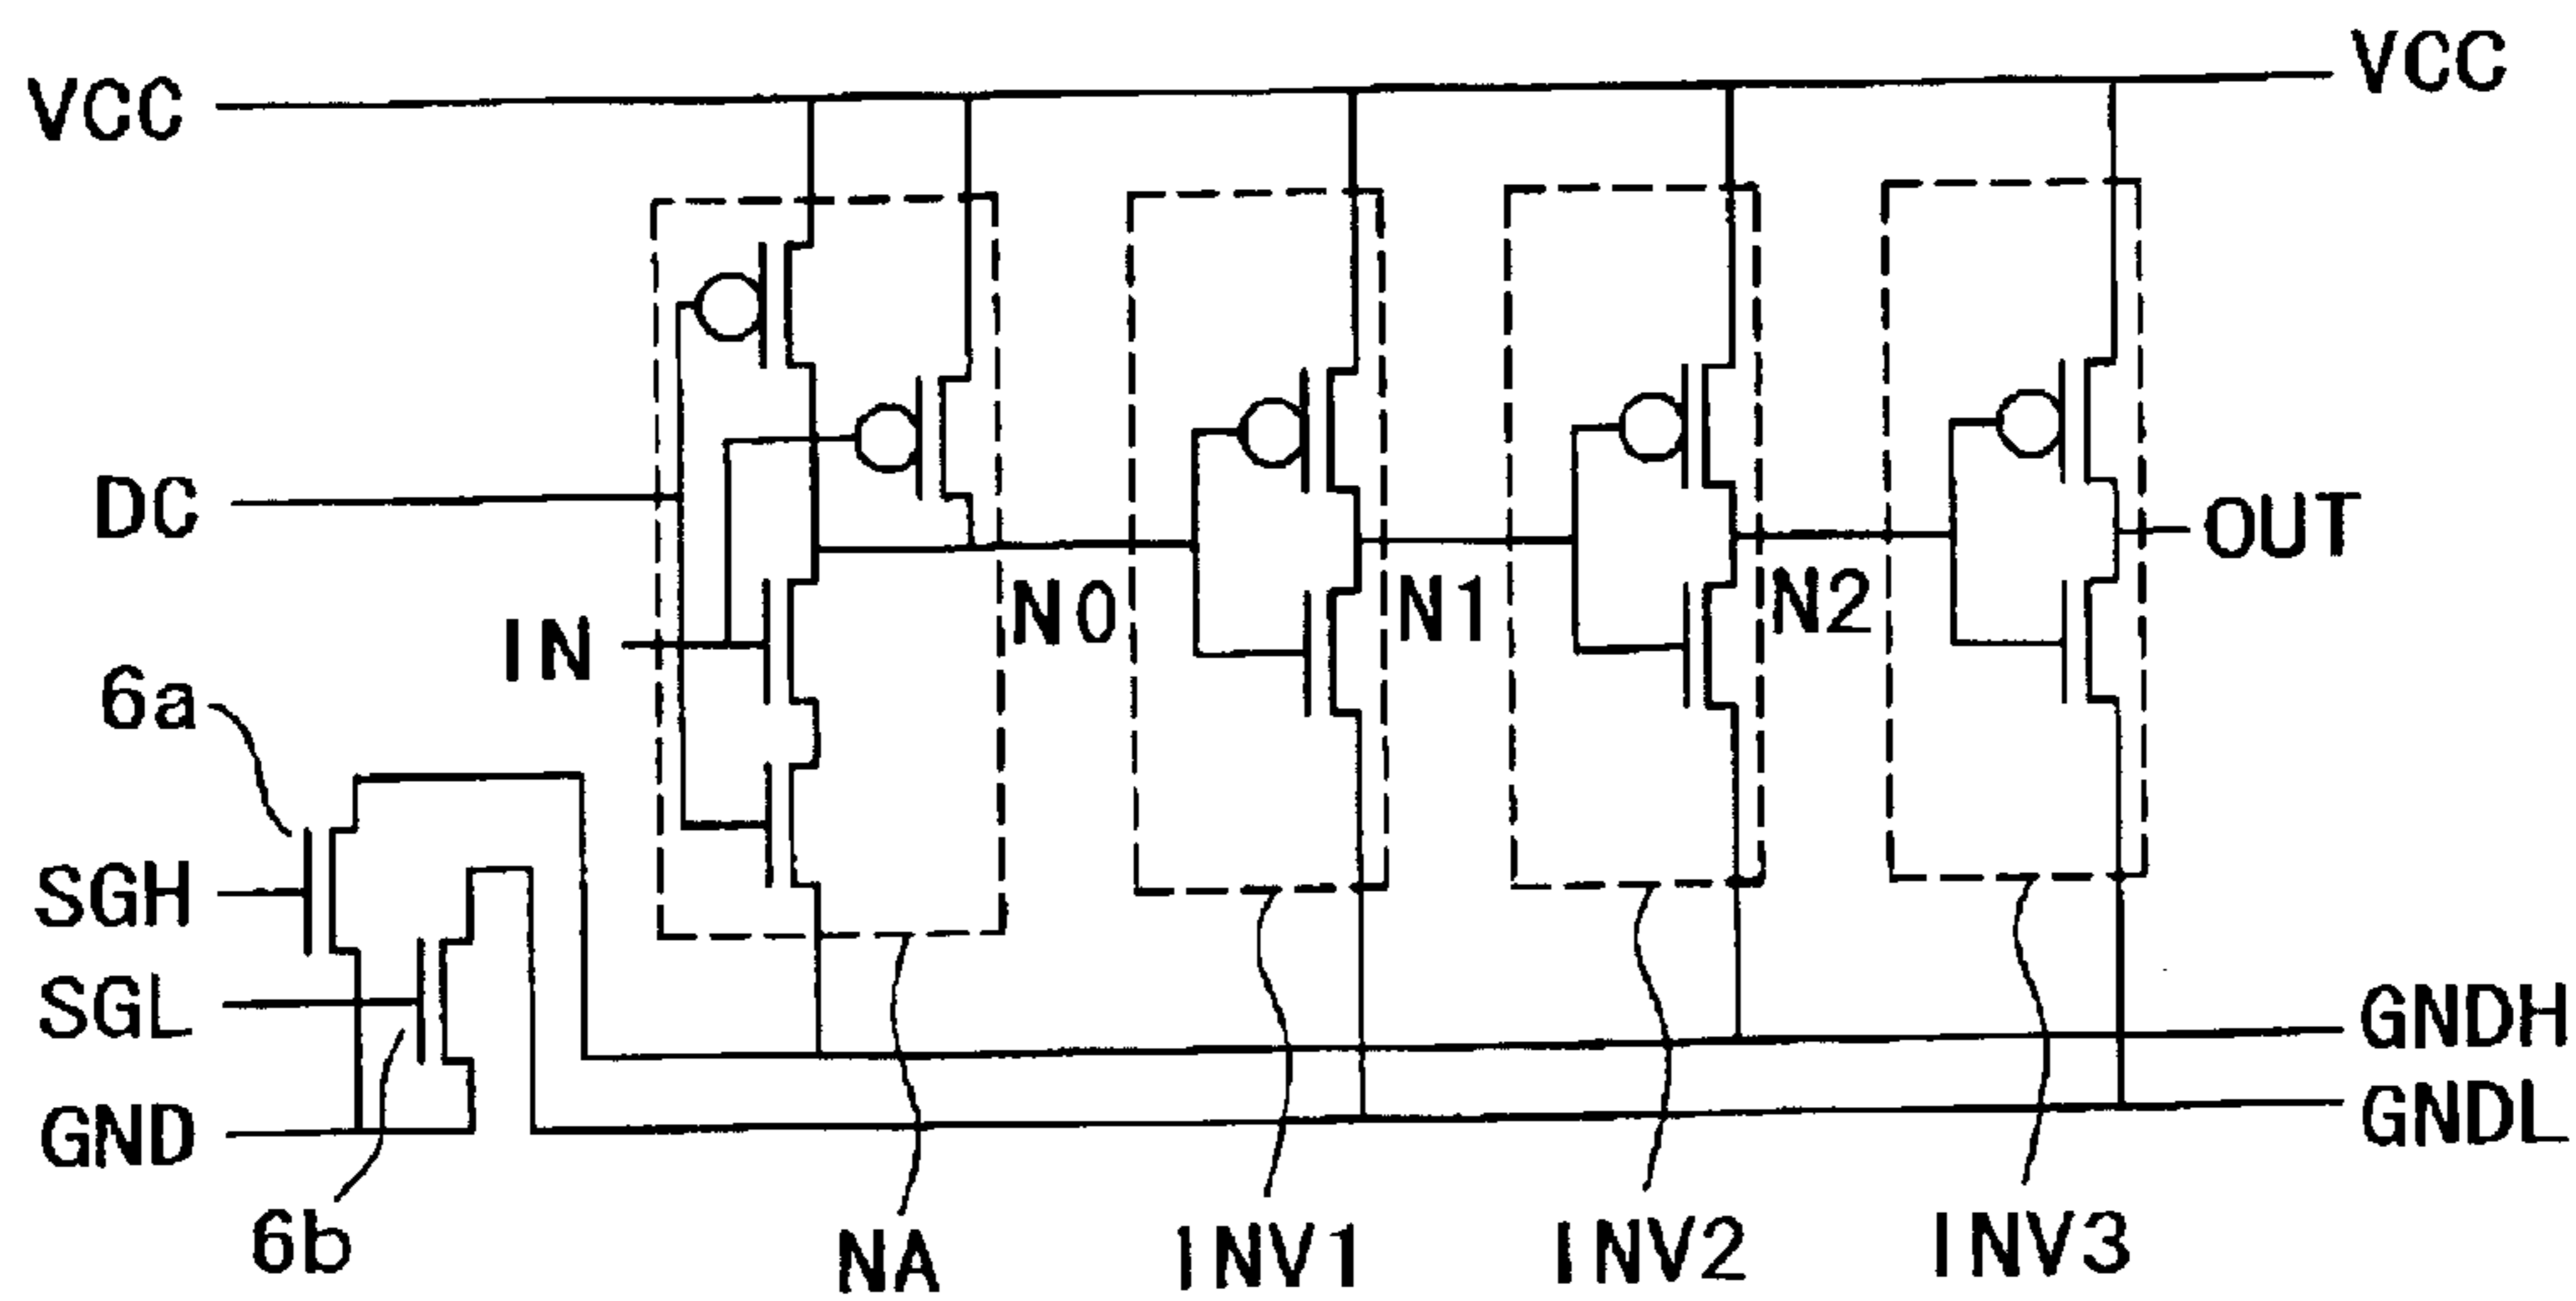 VCC
VCC
DC
OUT
IN
N0
N1
N2
6a
SGH
SGL
GNDH
GND
GNDL
6b
NA
INV1
INV2
INV3